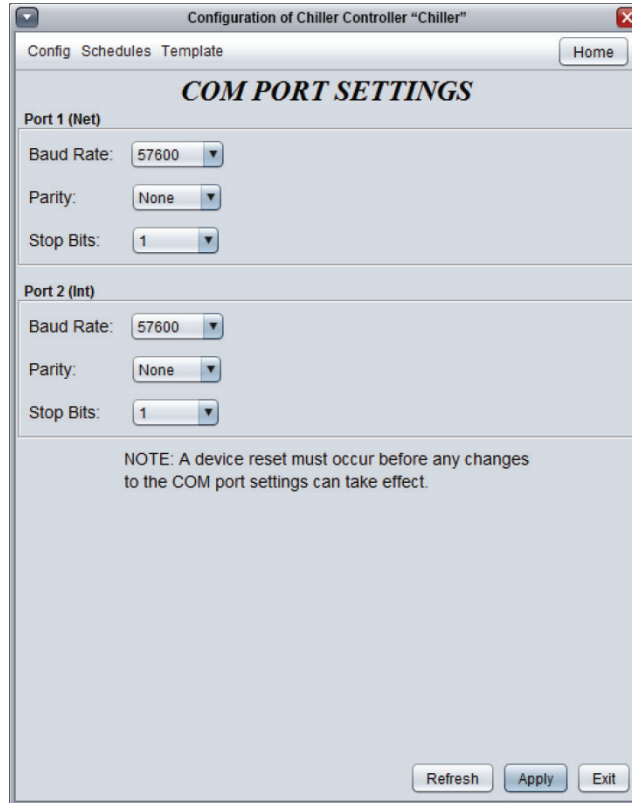 Configuration of Chiller Controller “Chiller”
Config Schedules Template Home
COM PORT SETTINGS
Port 1 (Net)
Baud Rate: 57600
Parity: None
Stop Bits: 1
Port 2 (Int)
Baud Rate: 57600
Parity: None
Stop Bits: 1
NOTE: A device reset must occur before any changes
to the COM port settings can take effect.
Refresh Apply Exit